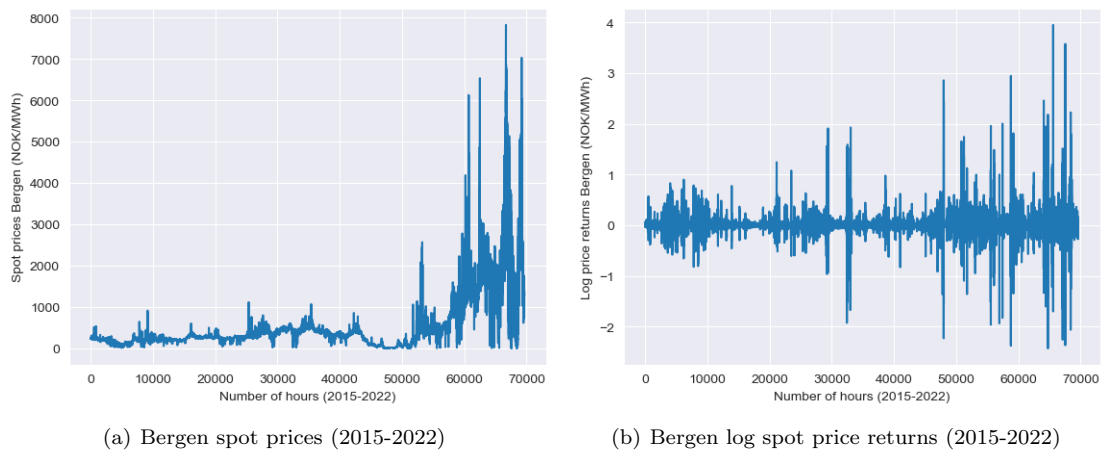 8000
7000
6000
5000
4000
3000
2000
1000
0
Spot prices Bergen (NOK/MWh)
0 10000 20000 30000 40000 50000 60000 70000
Number of hours (2015-2022)
(a) Bergen spot prices (2015-2022)
4
3
2
1
0
−1
−2
Log price returns Bergen (NOK/MWh)
0 10000 20000 30000 40000 50000 60000 70000
Number of hours (2015-2022)
(b) Bergen log spot price returns (2015-2022)